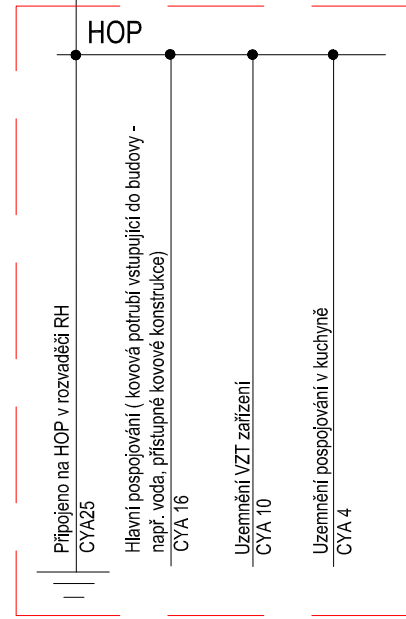 HOP
Připojeno na HOP v rozvaděči RH
CYA25
Hlavní pospojování ( kovová potrubí vstupující do budovy -
např. voda, přístupné kovové konstrukce)
CYA 16
Uzemnění VZT zařízení
CYA 10
Uzemnění pospojování v kuchyně
CYA 4